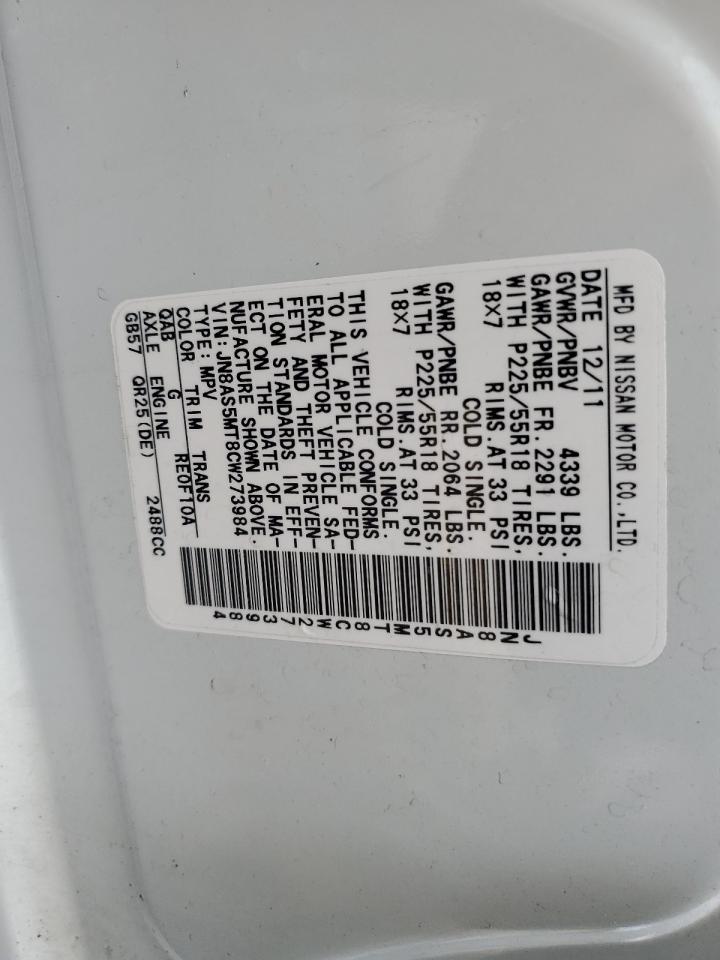 MFD BY NISSAN MOTOR CO.,LTD.
DATE 12/11
GVWR/PNBV 4339 LBS.
GAWR/PNBE FR. 2291 LBS.
WITH P225/55R18 TIRES,
18X7 RIMS.AT 33 PSI
COLD SINGLE.
GAWR/PNBE RR. 2064 LBS.
WITH P225/55R18 TIRES,
18X7 RIMS.AT 33 PSI
COLD SINGLE.
THIS VEHICLE CONFORMS
TO ALL APPLICABLE FED-
ERAL MOTOR VEHICLE SA-
FETY AND THEFT PREVEN-
TION STANDARDS IN EFF-
ECT ON THE DATE OF MA-
NUFACTURE SHOWN ABOVE.
VIN:JN8AS5MT8CW273984
TYPE:MPV
COLOR TRIM TRANS
QAB G RE0F10A
AXLE ENGINE
GB57 QR25(DE) 2488CC
JN8AS5MT8CW273984